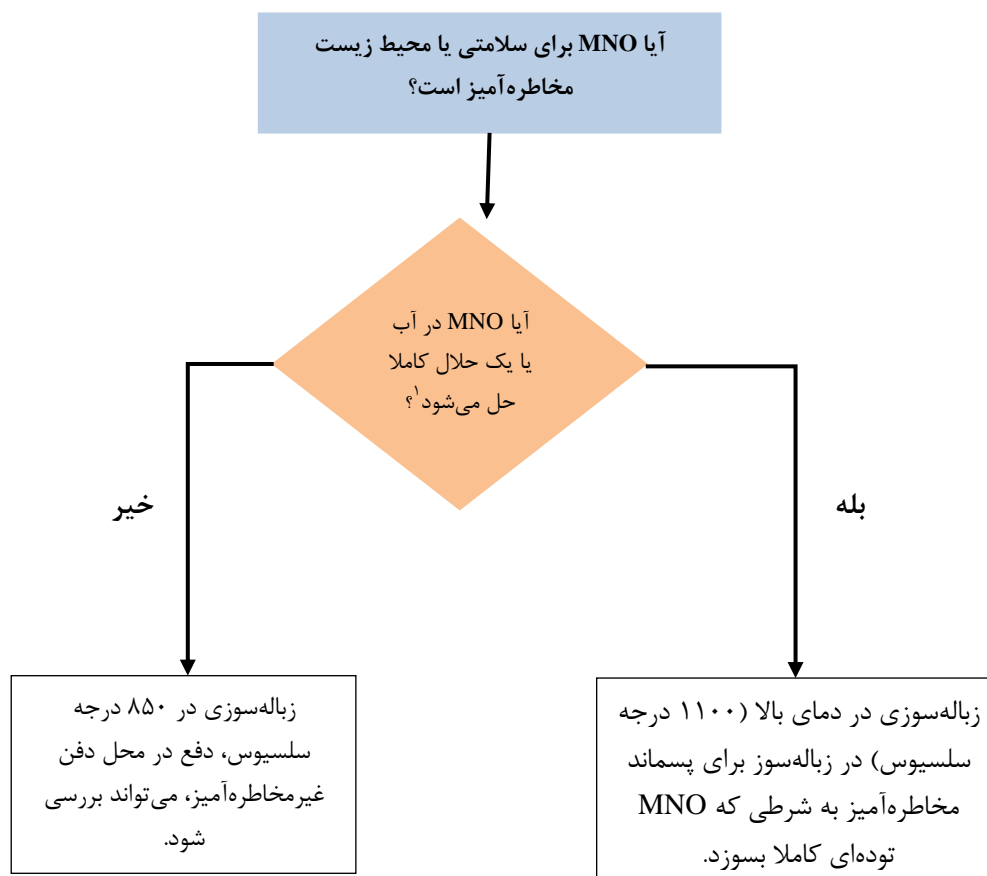 آیا MNO برای سلامتی یا محیط زیست
مخاطره‌آمیز است؟
آیا MNO در آب
یا یک حلال کاملا
حل می‌شود۱؟
بله
خیر
زباله‌سوزی در دمای بالا (۱۱۰۰ درجه
سلسیوس) در زباله‌سوز برای پسماند
مخاطره‌آمیز به شرطی که MNO
توده‌ای کاملا بسوزد.
زباله‌سوزی در ۸۵۰ درجه
سلسیوس، دفع در محل دفن
غیرمخاطره‌آمیز، می‌تواند بررسی
شود.